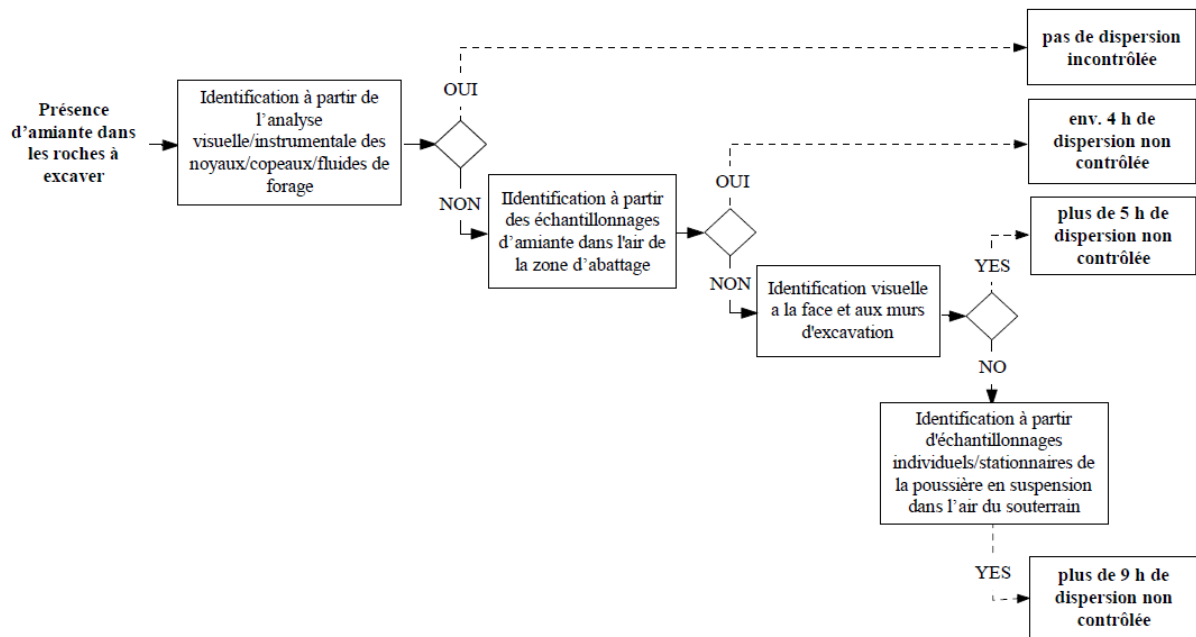 Présence
d’amiante dans
les roches à
excaver
Identification à partir de
l’analyse
visuelle/instrumentale des
noyaux/copeaux/fluides de
forage
OUI
NON
pas de dispersion
incontrôlée
IIdentification à partir
des échantillonnages
d’amiante dans l'air de
la zone d’abattage
OUI
NON
env. 4 h de
dispersion non
contrôlée
Identification visuelle
a la face et aux murs
d'excavation
YES
NO
plus de 5 h de
dispersion non
contrôlée
Identification à partir
d'échantillonnages
individuels/stationnaires de
la poussière en suspension
dans l’air du souterrain
YES
plus de 9 h de
dispersion non
contrôlée